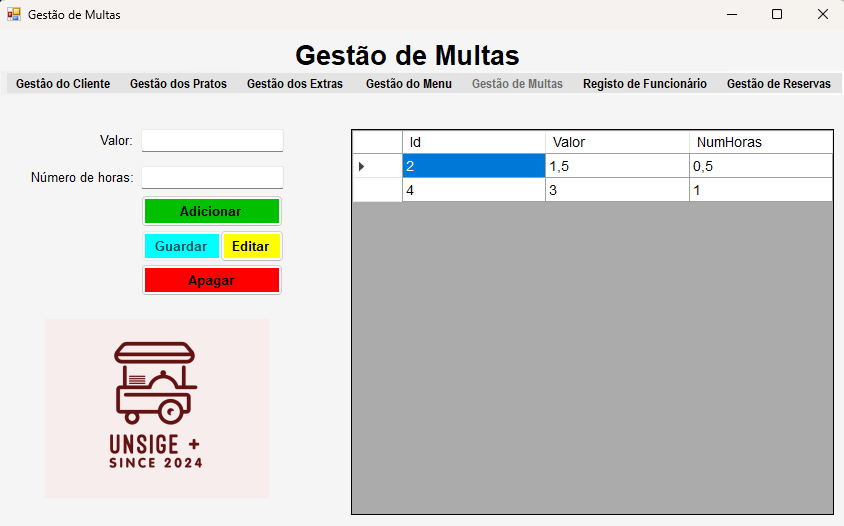 Gestão de Multas
Gestão de Multas
Gestão do Cliente Gestão dos Pratos Gestão dos Extras Gestão do Menu Gestão de Multas Registo de Funcionário Gestão de Reservas
Valor:
Número de horas:
Adicionar
Guardar Editar
Apagar
Id Valor NumHoras
2 1,5 0,5
4 3 1
UNSIGE +
SINCE 2024